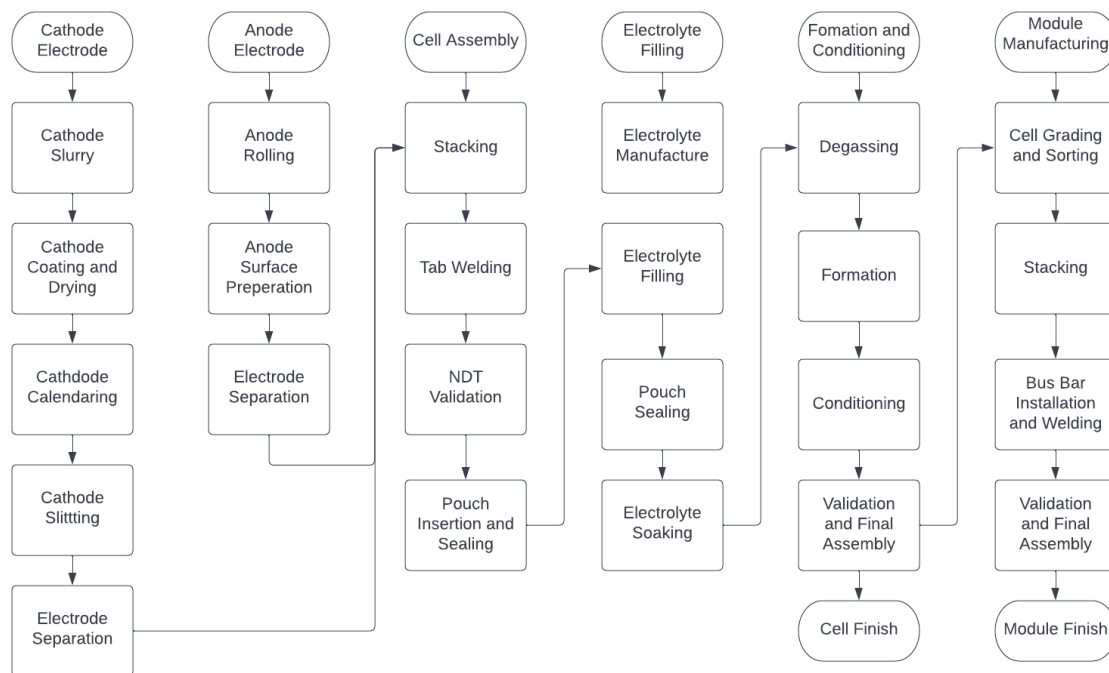 Cathode
Electrode
Cathode
Slurry
Cathode
Coating and
Drying
Cathdode
Calendaring
Cathode
Slittting
Electrode
Separation
Anode
Electrode
Anode
Rolling
Anode
Surface
Preperation
Electrode
Separation
Cell Assembly
Stacking
Tab Welding
NDT
Validation
Pouch
Insertion and
Sealing
Electrolyte
Filling
Electrolyte
Manufacture
Electrolyte
Filling
Pouch
Sealing
Electrolyte
Soaking
Fomation and
Conditioning
Degassing
Formation
Conditioning
Validation
and Final
Assembly
Cell Finish
Module
Manufacturing
Cell Grading
and Sorting
Stacking
Bus Bar
Installation
and Welding
Validation
and Final
Assembly
Module Finish